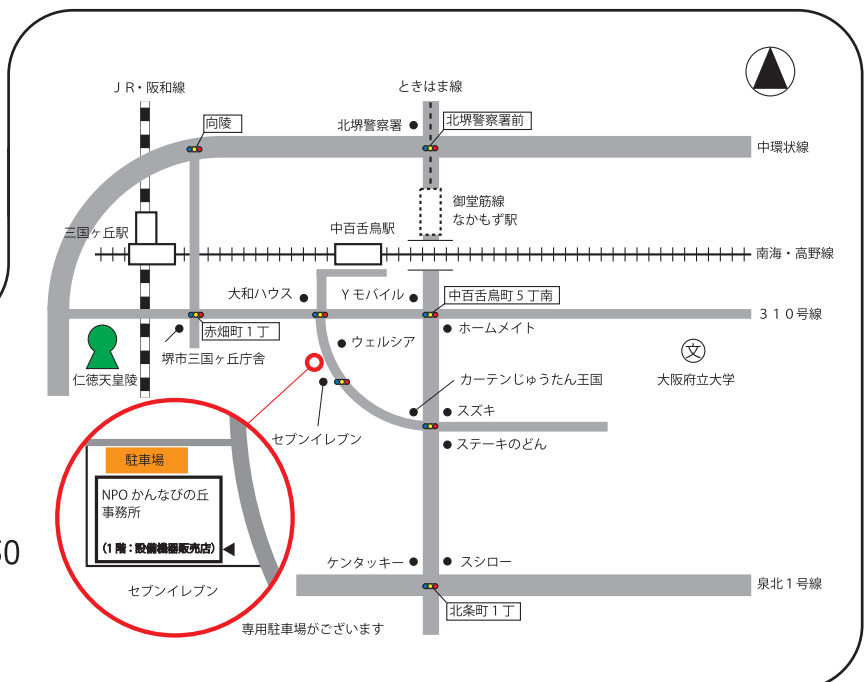 ＪＲ・阪和線
ときはま線
向陵
北堺警察署
北堺警察署前
中環状線
御堂筋線
なかもず駅
三国ヶ丘駅
中百舌鳥駅
南海・高野線
大和ハウス
Ｙモバイル
中百舌鳥町５丁南
３１０号線
赤畑町１丁
ホームメイト
堺市三国ヶ丘庁舎
ウェルシア
文
仁徳天皇陵
カーテンじゅうたん王国
大阪府立大学
スズキ
セブンイレブン
ステーキのどん
駐車場
NPO かんなびの丘
事務所
(１階：設備機器販売店)
0
ケンタッキー
スシロー
セブンイレブン
泉北１号線
北条町１丁
専用駐車場がございます